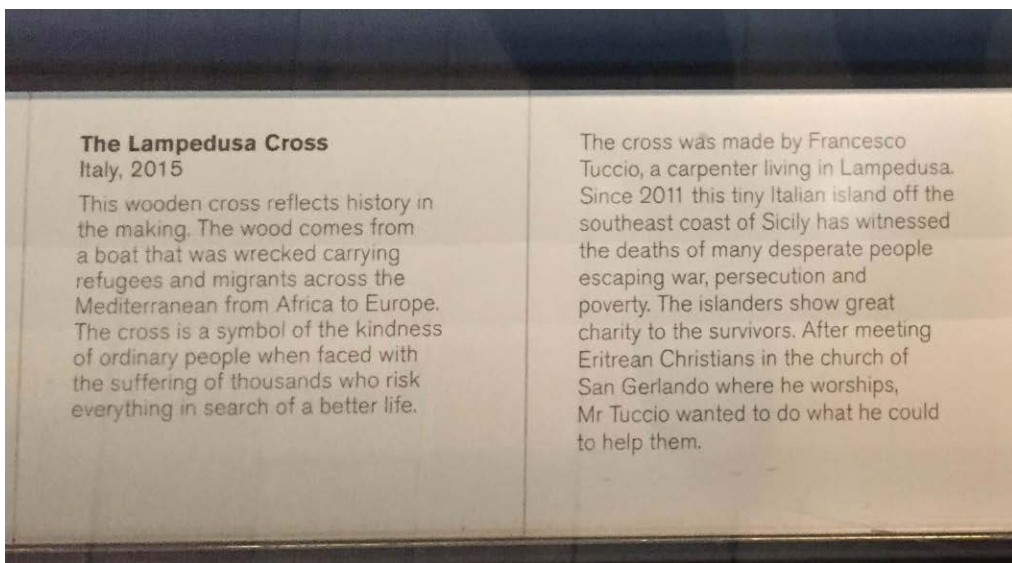 The Lampedusa Cross
Italy, 2015
This wooden cross reflects history in
the making. The wood comes from
a boat that was wrecked carrying
refugees and migrants across the
Mediterranean from Africa to Europe.
The cross is a symbol of the kindness
of ordinary people when faced with
the suffering of thousands who risk
everything in search of a better life.
The cross was made by Francesco
Tuccio, a carpenter living in Lampedusa.
Since 2011 this tiny Italian island off the
southeast coast of Sicily has witnessed
the deaths of many desperate people
escaping war, persecution and
poverty. The islanders show great
charity to the survivors. After meeting
Eritrean Christians in the church of
San Gerlando where he worships,
Mr Tuccio wanted to do what he could
to help them.